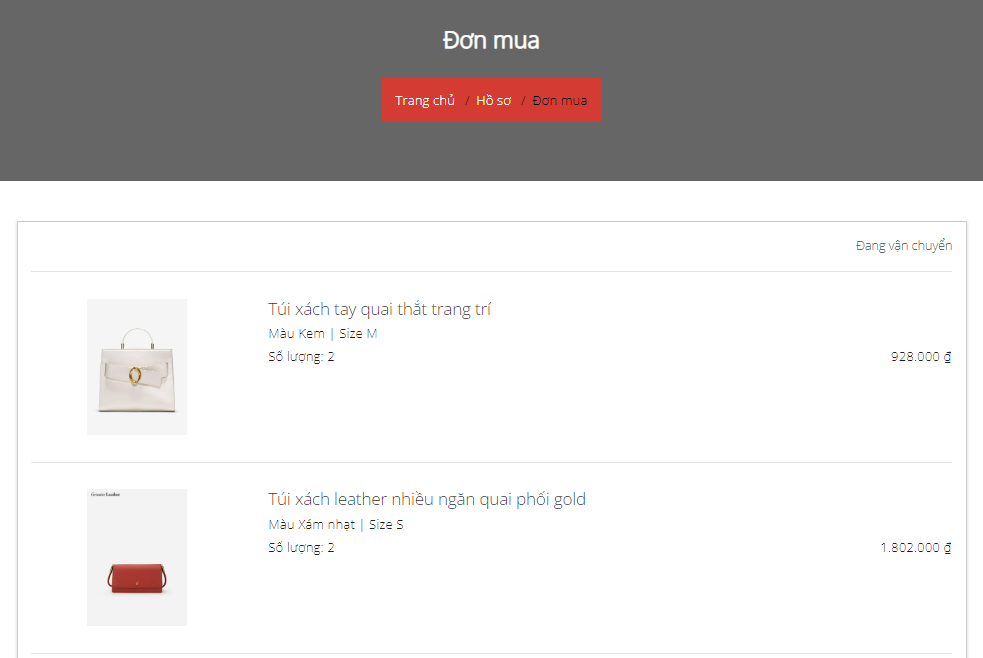 Đơn mua
Trang chủ / Hồ sơ / Đơn mua
Đang vận chuyển
Túi xách tay quai thắt trang trí
Màu Kem | Size M
Số lượng: 2
928.000 ₫
Túi xách leather nhiều ngăn quai phối gold
Màu Xám nhạt | Size S
Số lượng: 2
1.802.000 ₫